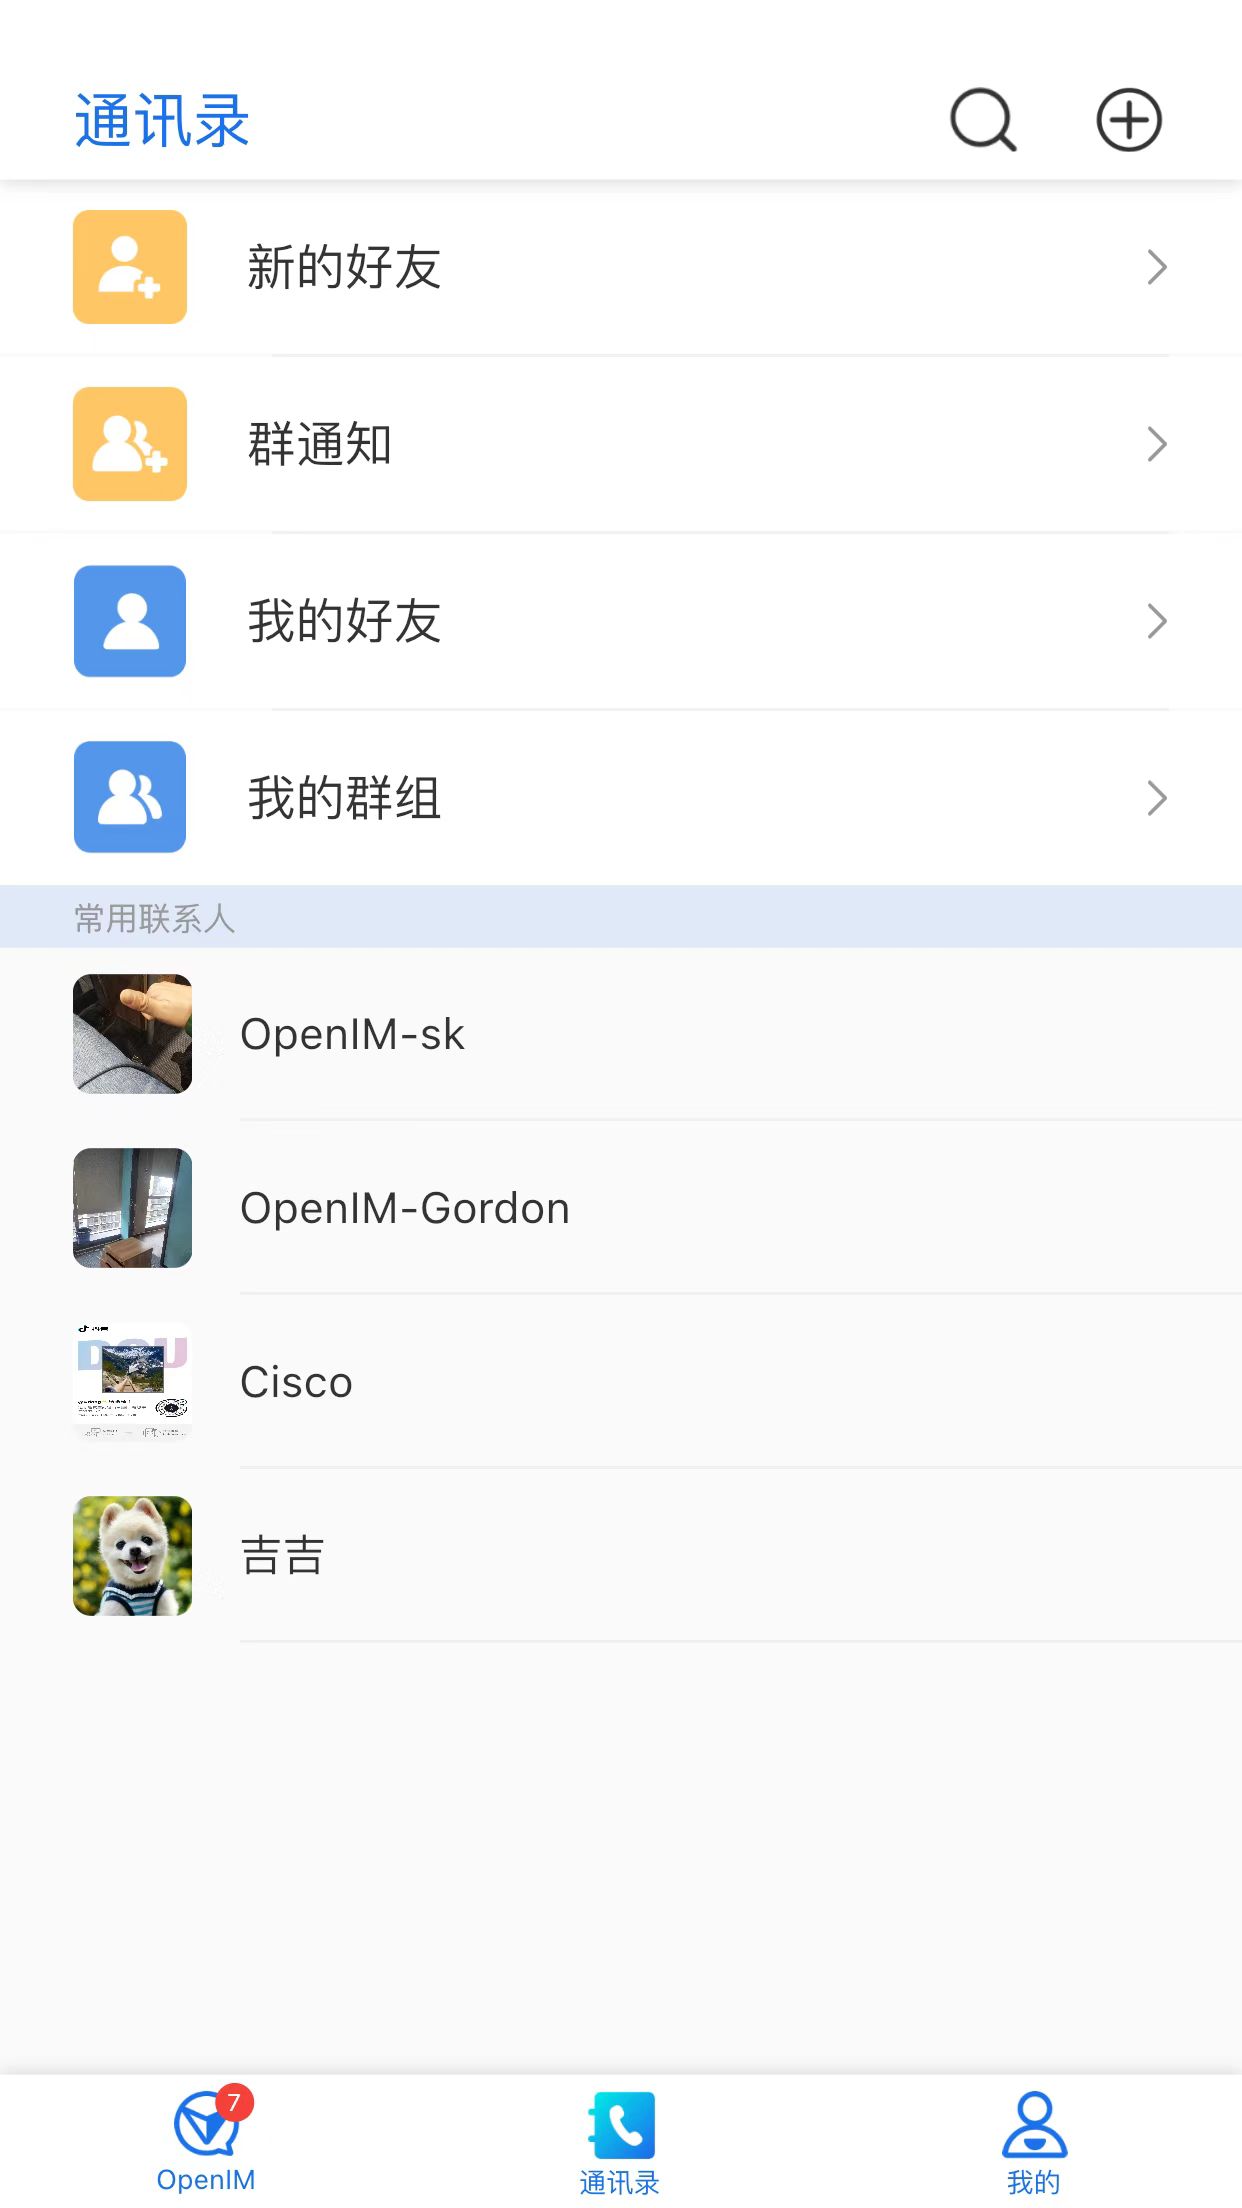 通讯录
新的好友
群通知
我的好友
我的群组
常用联系人
OpenIM-sk
OpenIM-Gordon
Cisco
吉吉
7
OpenIM
通讯录
我的